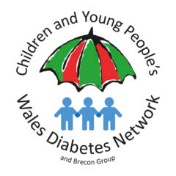 Children and Young People's
Wales Diabetes Network
and Brecon Group